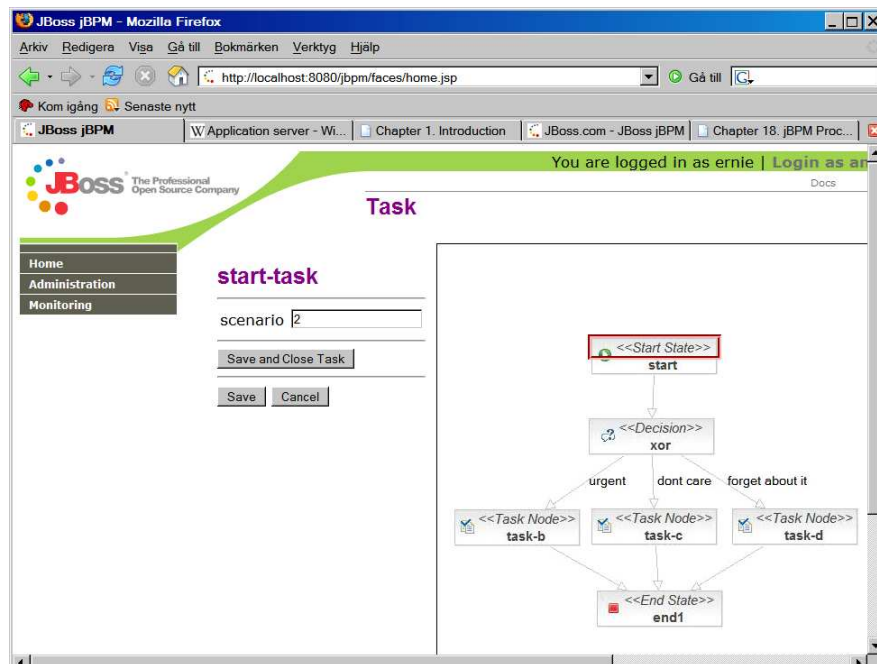 JBoss jBPM - Mozilla Firefox
Arkiv Redigera Visa Gå till Bokmärken Verktyg Hjälp
http://localhost:8080/jbpm/faces/home.jsp Gå till
Kom igång Senaste nytt
JBoss jBPM Application server - Wi... Chapter 1. Introduction JBoss.com - JBoss jBPM Chapter 18. jBPM Proc...
You are logged in as ernie | Login as an
JBoss The Professional
Open Source Company
Docs
Task
Home
Administration
Monitoring
start-task
scenario 2
Save and Close Task
Save Cancel
<<Start State>>
start
<<Decision>>
xor
urgent dont care forget about it
<<Task Node>> <<Task Node>> <<Task Node>>
task-b task-c task-d
<<End State>>
end1